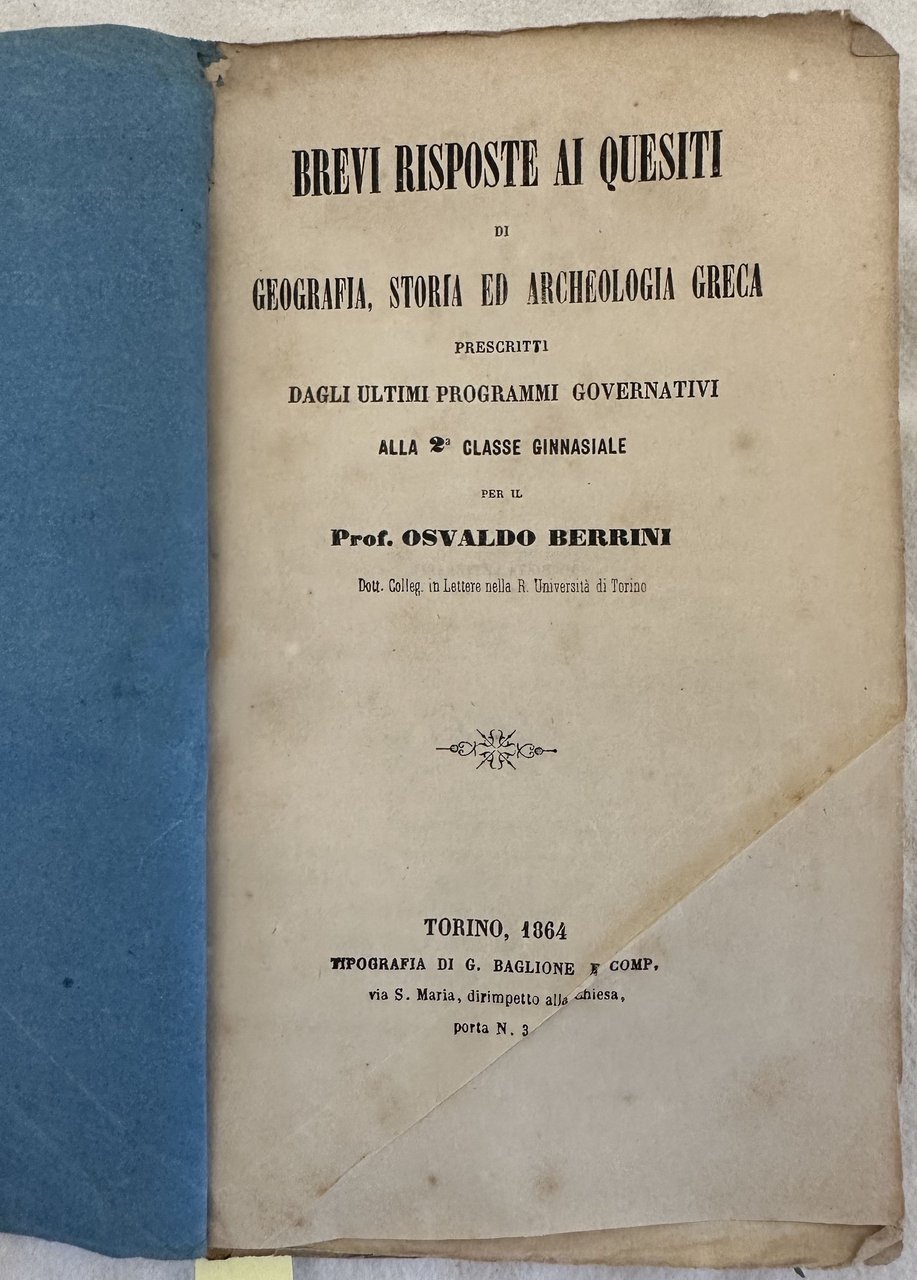 BREVI RISPOSTE AI QUESITI
DI
GEOGRAFIA, STORIA ED ARCHEOLOGIA GRECA
PRESCRITTI
DAGLI ULTIMI PROGRAMMI GOVERNATIVI
ALLA 2ª CLASSE GINNASIALE
PER IL
Prof. OSVALDO BERRINI
Dott. Colleg. in Lettere nella R. Università di Torino
TORINO, 1864
TIPOGRAFIA DI G. BAGLIONE E COMP.
via S. Maria, dirimpetto alla Chiesa,
porta N. 3